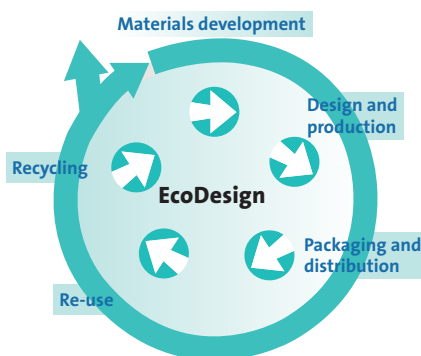 Materials development
Design and
production
Recycling
EcoDesign
Packaging and
distribution
Re-use